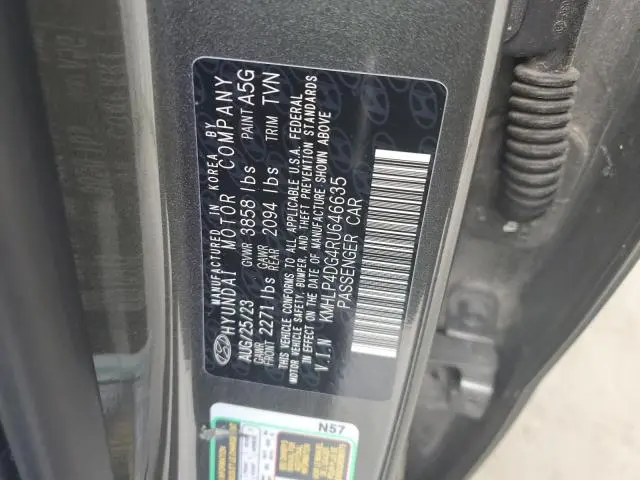 MANUFACTURED IN KOREA BY
HYUNDAI MOTOR COMPANY
AUG/25/23 GVWR 3858 lbs PAINT A5G
GAWR FRONT 2271 lbs GAWR REAR 2094 lbs TRIM TVN
THIS VEHICLE CONFORMS TO ALL APPLICABLE U.S.A. FEDERAL
MOTOR VEHICLE SAFETY, BUMPER, AND THEFT PREVENTION STANDARDS
IN EFFECT ON THE DATE OF MANUFACTURE SHOWN ABOVE
V.I.N KMHLP4DG4RU646635
PASSENGER CAR
N57